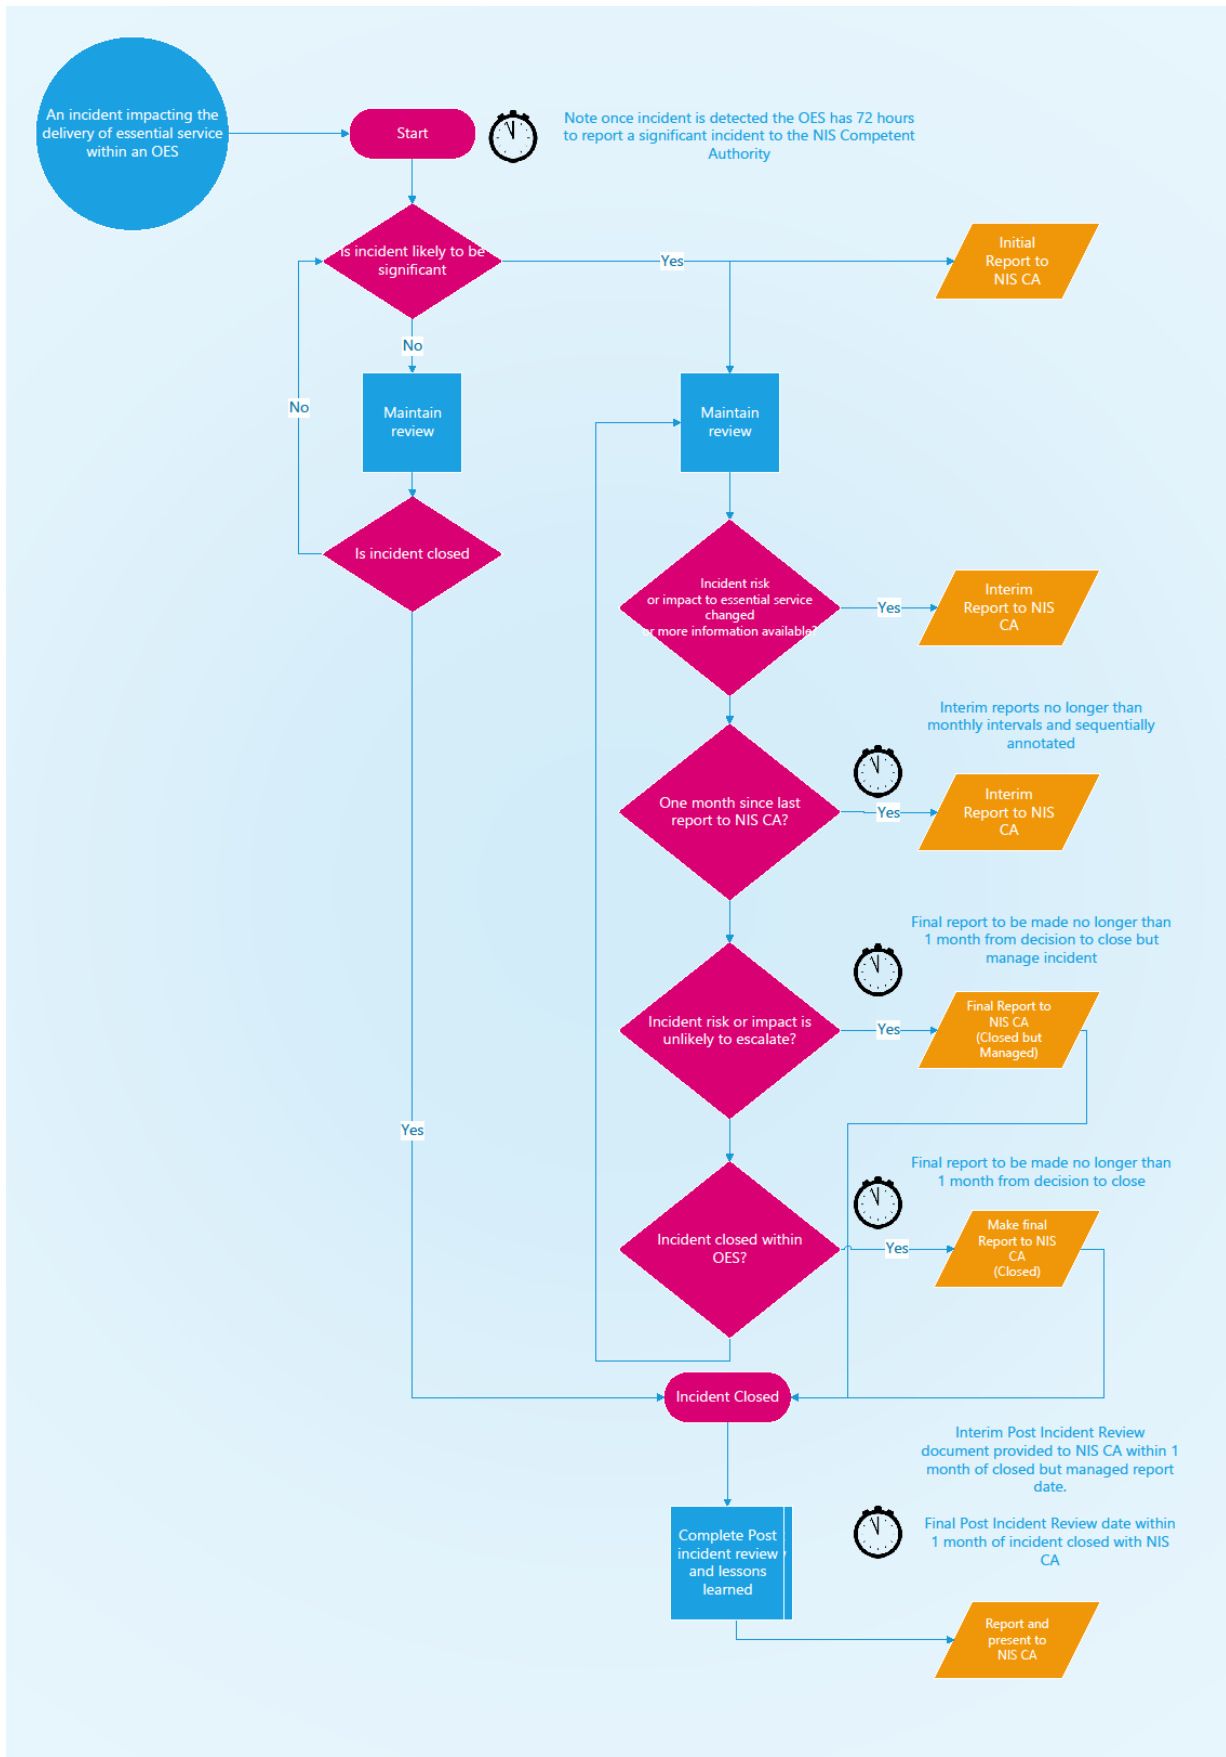 An incident impacting the
delivery of essential service
within an OES
Start
Note once incident is detected the OES has 72 hours
to report a significant incident to the NIS Competent
Authority
Is incident likely to be
significant
Yes
Initial
Report to
NIS CA
No
No
Maintain
review
Maintain
review
Is incident closed
Incident risk
or impact to essential service
changed
or more information available?
Yes
Interim
Report to NIS
CA
Interim reports no longer than
monthly intervals and sequentially
annotated
One month since last
report to NIS CA?
Yes
Interim
Report to NIS
CA
Final report to be made no longer than
1 month from decision to close but
manage incident
Incident risk or impact is
unlikely to escalate?
Yes
Final Report to
NIS CA
(Closed but
Managed)
Yes
Final report to be made no longer than
1 month from decision to close
Incident closed within
OES?
Yes
Make final
Report to NIS
CA
(Closed)
Incident Closed
Interim Post Incident Review
document provided to NIS CA within 1
month of closed but managed report
date.
Final Post Incident Review date within
1 month of incident closed with NIS
CA
Complete Post
incident review
and lessons
learned
Report and
present to
NIS CA